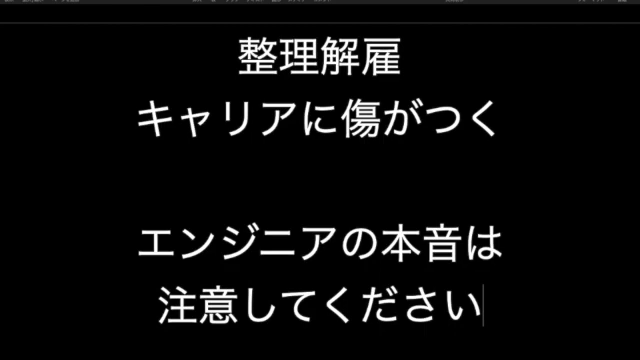 整理解雇
キャリアに傷がつく
エンジニアの本音は
注意してください